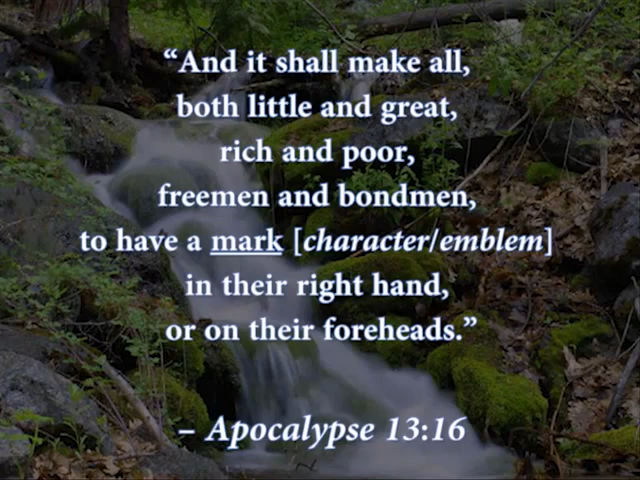 “And it shall make all,
both little and great,
rich and poor,
freemen and bondmen,
to have a mark [character/emblem]
in their right hand,
or on their foreheads.”
– Apocalypse 13:16